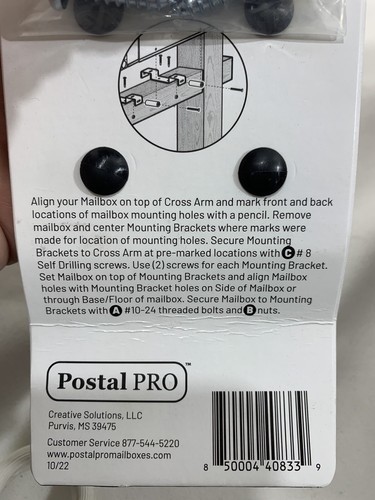 Align your Mailbox on top of Cross Arm and mark front and back
locations of mailbox mounting holes with a pencil. Remove
mailbox and center Mounting Brackets where marks were
made for location of mounting holes. Secure Mounting
Brackets to Cross Arm at pre-marked locations with C # 8
Self Drilling screws. Use (2) screws for each Mounting Bracket.
Set Mailbox on top of Mounting Brackets and align Mailbox
holes with Mounting Bracket holes on Side of Mailbox or
through Base/Floor of mailbox. Secure Mailbox to Mounting
Brackets with A #10-24 threaded bolts and B nuts.
Postal PRO™
Creative Solutions, LLC
Purvis, MS 39475
Customer Service 877-544-5220
www.postalpromailboxes.com
10/22
8 50004 40833 9